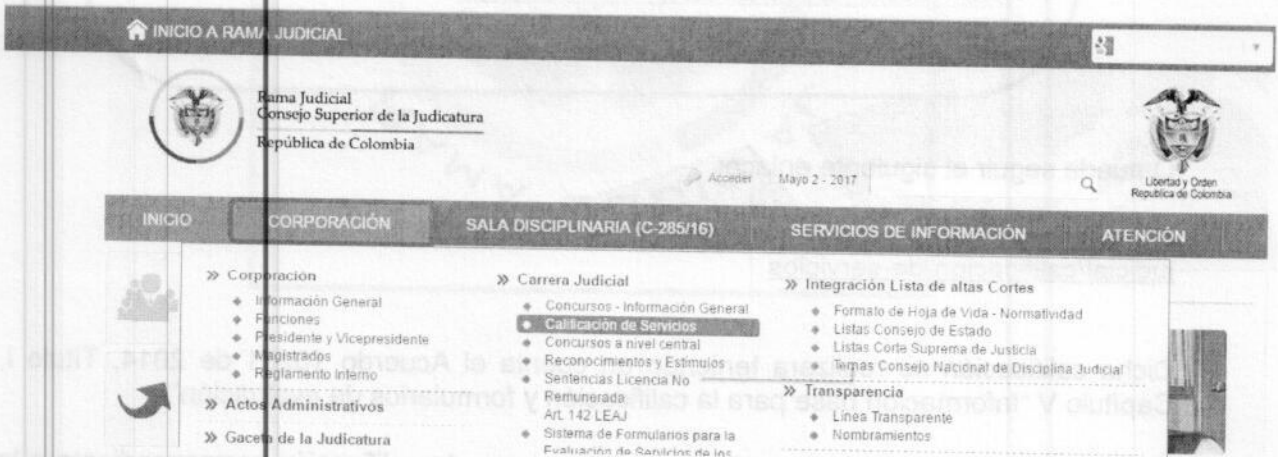 INICIO A RAMA JUDICIAL
Rama Judicial
Consejo Superior de la Judicatura
República de Colombia
Acceder Mayo 2 - 2017
Libertad y Orden
Republica de Colombia
INICIO CORPORACIÓN SALA DISCIPLINARIA (C-285/16) SERVICIOS DE INFORMACIÓN ATENCIÓN
» Corporación
Información General
Funciones
Presidente y Vicepresidente
Magistrados
Reglamento Interno
» Actos Administrativos
» Gaceta de la Judicatura
» Carrera Judicial
Concursos - Información General
Calificación de Servicios
Concursos a nivel central
Reconocimientos y Estímulos
Sentencias Licencia No
Remunerada
Art. 142 LEAJ
Sistema de Formularios para la
Evaluación de Servicios de los
» Integración Lista de altas Cortes
Formato de Hoja de Vida - Normatividad
Listas Consejo de Estado
Listas Corte Suprema de Justicia
Ternas Consejo Nacional de Disciplina Judicial
» Transparencia
Línea Transparente
Nombramientos